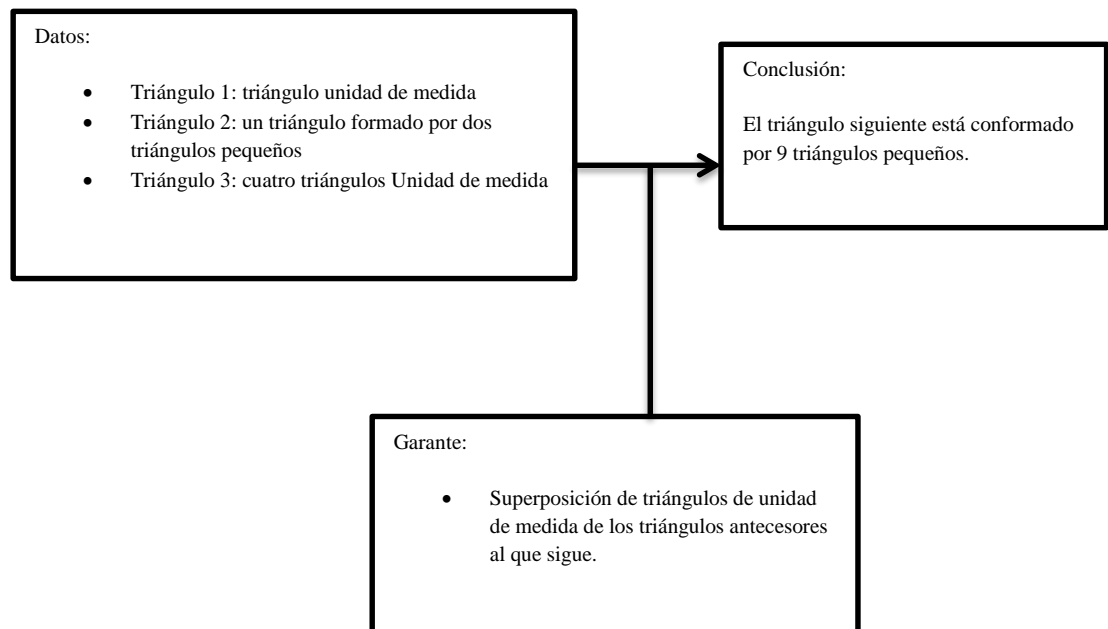 Datos:
• Triángulo 1: triángulo unidad de medida
• Triángulo 2: un triángulo formado por dos
triángulos pequeños
• Triángulo 3: cuatro triángulos Unidad de medida
Conclusión:
El triángulo siguiente está conformado
por 9 triángulos pequeños.
Garante:
• Superposición de triángulos de unidad
de medida de los triángulos antecesores
al que sigue.